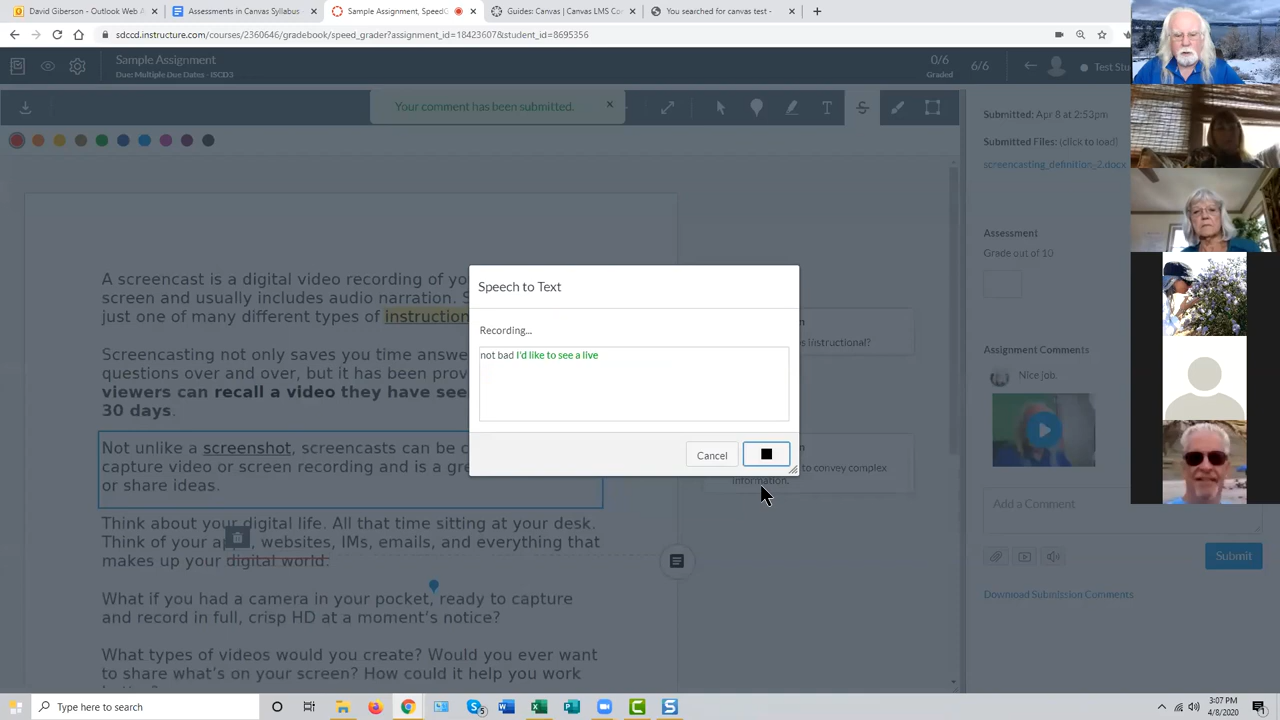 David Giberson - Outlook Web A
Assessments in Canvas Syllabus
Sample Assignment, SpeedG
Guides: Canvas | Canvas LMS Co
You searched for canvas test -
sdccd.instructure.com/courses/2360646/gradebook/speed_grader?assignment_id=18423607&student_id=8695356
Sample Assignment
Due: Multiple Due Dates - ISCD3
0/6
Graded
6/6
Test Stu
Your comment has been submitted.
Submitted: Apr 8 at 2:53pm
Submitted Files: (click to load)
screencasting_definition-2.docx
Assessment
Grade out of 10
A screencast is a digital video recording of yo
screen and usually includes audio narration. S
just one of many different types of instruction
Screencasting not only saves you time answe
questions over and over, but it has been prov
viewers can recall a video they have see
30 days.
Not unlike a screenshot, screencasts can be c
capture video or screen recording and is a gre
or share ideas.
Think about your digital life. All that time sitting at your desk.
Think of your apps, websites, IMs, emails, and everything that
makes up your digital world.
What if you had a camera in your pocket, ready to capture
and record in full, crisp HD at a moment's notice?
What types of videos would you create? Would you ever want
to share what's on your screen? How could it help you work
Speech to Text
Recording...
not bad I'd like to see a live
Cancel
n
s instructional?
n
to convey complex
information.
Assignment Comments
Nice job.
Add a Comment
Submit
Download Submission Comments
Type here to search
5
3:07 PM
4/8/2020
1